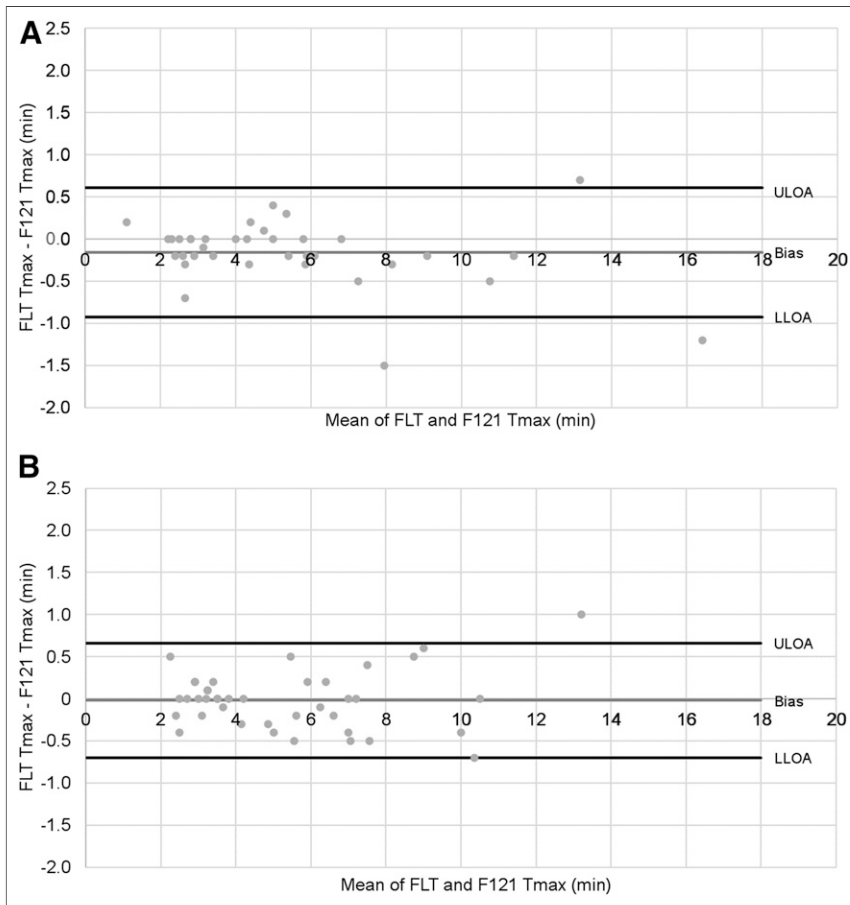 A
2.5
2.0
1.5
1.0
0.5
0.0
-0.5
-1.0
-1.5
-2.0
FLT Tmax - F121 Tmax (min)
0 2 4 6 8 10 12 14 16 18 20
ULOA
Bias
LLOA
Mean of FLT and F121 Tmax (min)
B
2.5
2.0
1.5
1.0
0.5
0
-0.5
-1.0
-1.5
-2.0
FLT Tmax - F121 Tmax (min)
0 2 4 6 8 10 12 14 16 18 20
ULOA
Bias
LLOA
Mean of FLT and F121 Tmax (min)